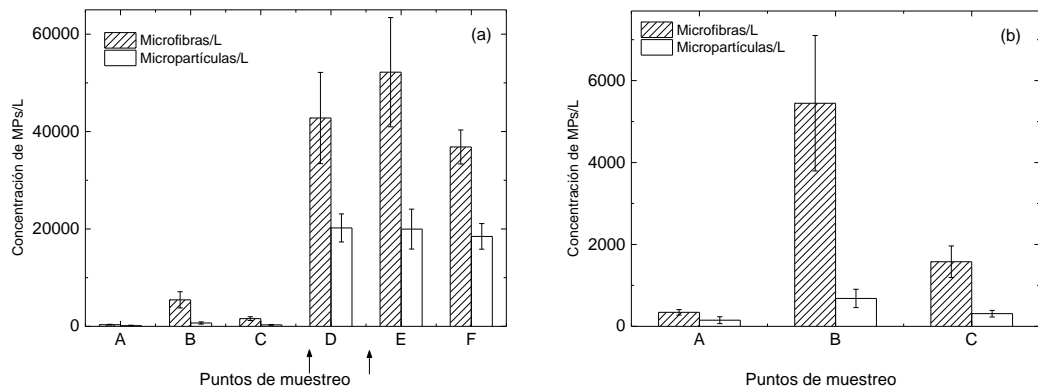 (a)
Microfibras/L
Micropartículas/L
Concentración de MPs/L
60000
40000
20000
0
A B C D E F
Puntos de muestreo
(b)
Microfibras/L
Micropartículas/L
Concentración de MPs/L
6000
4000
2000
0
A B C
Puntos de muestreo